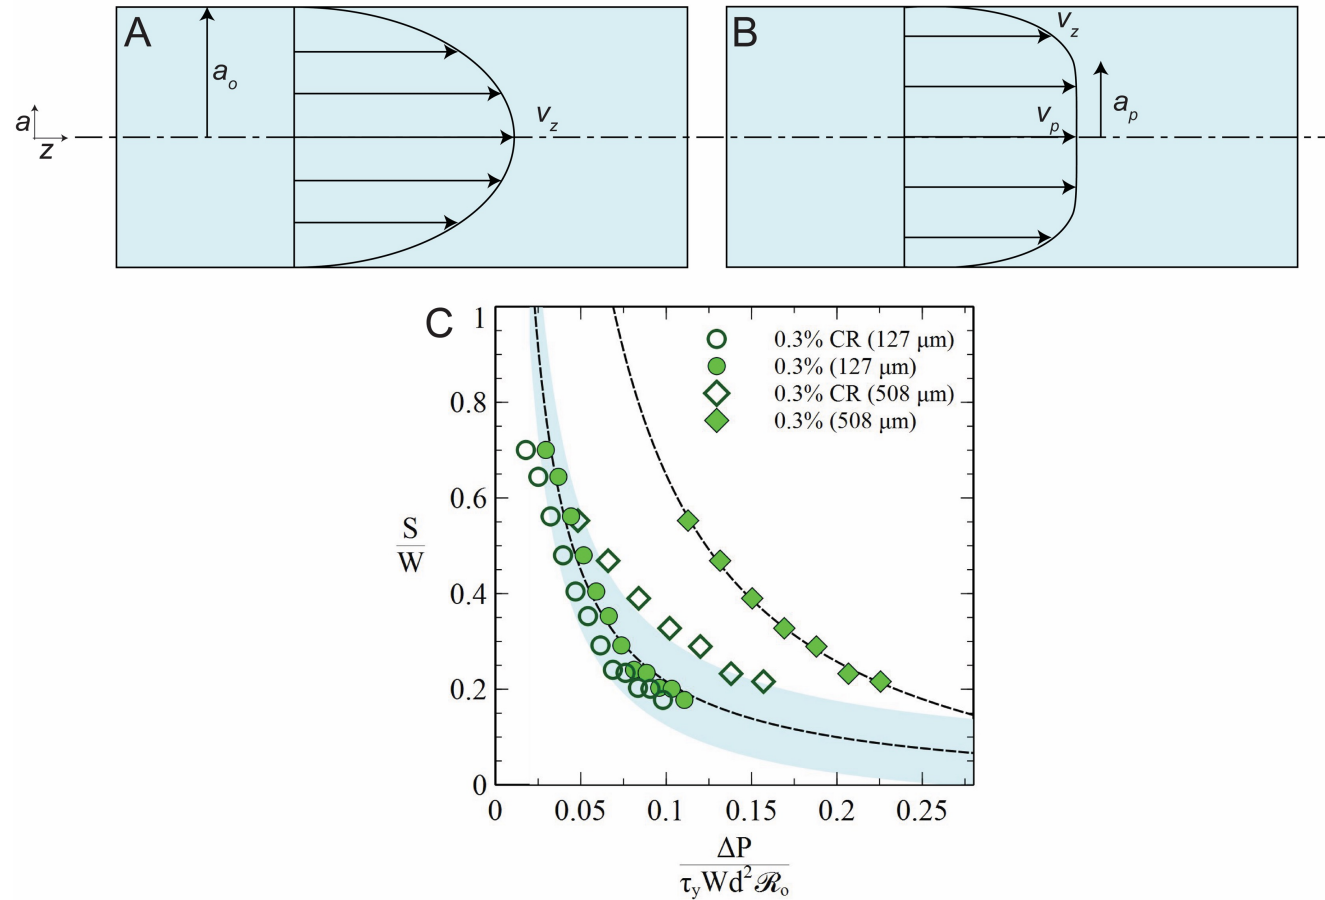 A
a_o
v_z
a
z
B
v_z
v_p
a_p
C
1
0.8
0.6
0.4
0.2
0
S
W
0.3% CR (127 μm)
0.3% (127 μm)
0.3% CR (508 μm)
0.3% (508 μm)
0 0.05 0.1 0.15 0.2 0.25
ΔP
τ_y Wd² ℛ_o